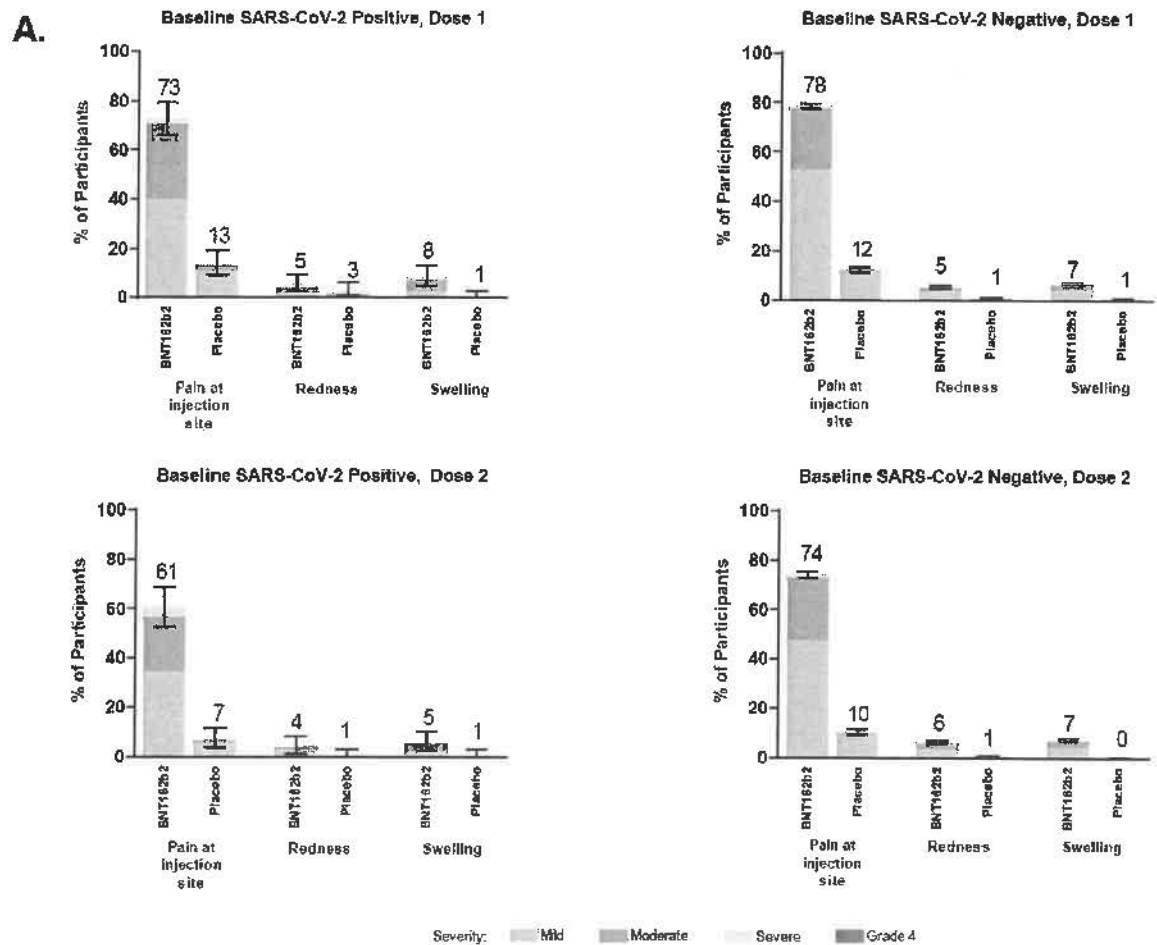 A.
Baseline SARS-CoV-2 Positive, Dose 1
% of Participants
100
80
60
40
20
0
73
13
5
3
8
1
BNT162b2
Placebo
BNT162b2
Placebo
BNT162b2
Placebo
Pain at
injection
site
Redness
Swelling
Baseline SARS-CoV-2 Negative, Dose 1
% of Participants
100
80
60
40
20
0
78
12
5
1
7
1
BNT162b2
Placebo
BNT162b2
Placebo
BNT162b2
Placebo
Pain at
injection
site
Redness
Swelling
Baseline SARS-CoV-2 Positive, Dose 2
% of Participants
100
80
60
40
20
0
61
7
4
1
5
1
BNT162b2
Placebo
BNT162b2
Placebo
BNT162b2
Placebo
Pain at
injection
site
Redness
Swelling
Baseline SARS-CoV-2 Negative, Dose 2
% of Participants
100
80
60
40
20
0
74
10
6
1
7
0
BNT162b2
Placebo
BNT162b2
Placebo
BNT162b2
Placebo
Pain at
injection
site
Redness
Swelling
Severity: Mild Moderate Severe Grade 4